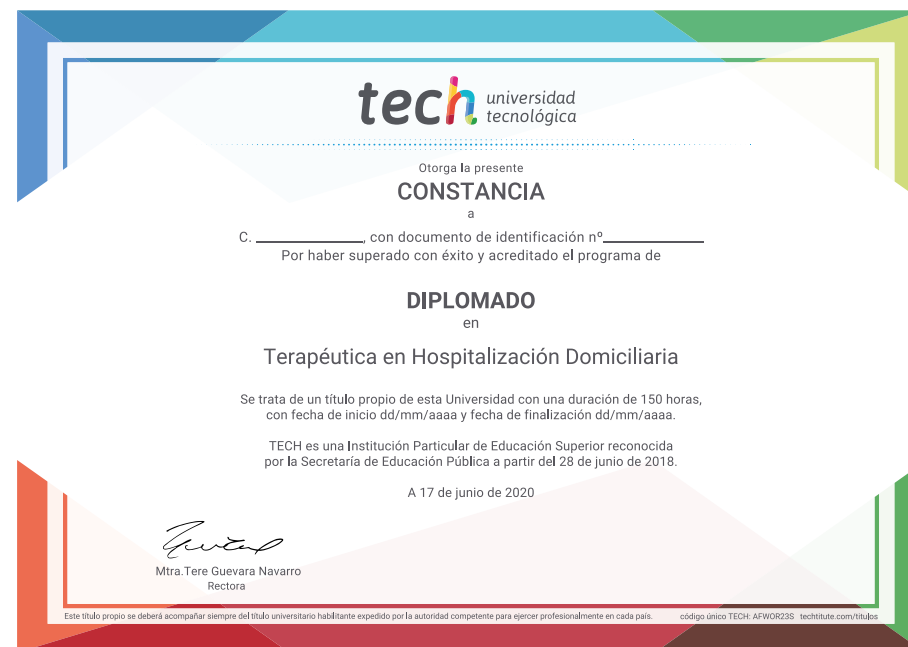 tech universidad
tecnológica
Otorga la presente
CONSTANCIA
a
C. ______________, con documento de identificación nº_____________
Por haber superado con éxito y acreditado el programa de
DIPLOMADO
en
Terapéutica en Hospitalización Domiciliaria
Se trata de un título propio de esta Universidad con una duración de 150 horas,
con fecha de inicio dd/mm/aaaa y fecha de finalización dd/mm/aaaa.
TECH es una Institución Particular de Educación Superior reconocida
por la Secretaría de Educación Pública a partir del 28 de junio de 2018.
A 17 de junio de 2020
Mtra.Tere Guevara Navarro
Rectora
Este título propio se deberá acompañar siempre del título universitario habilitante expedido por la autoridad competente para ejercer profesionalmente en cada país. código único TECH: AFWOR23S techtitute.com/titulos